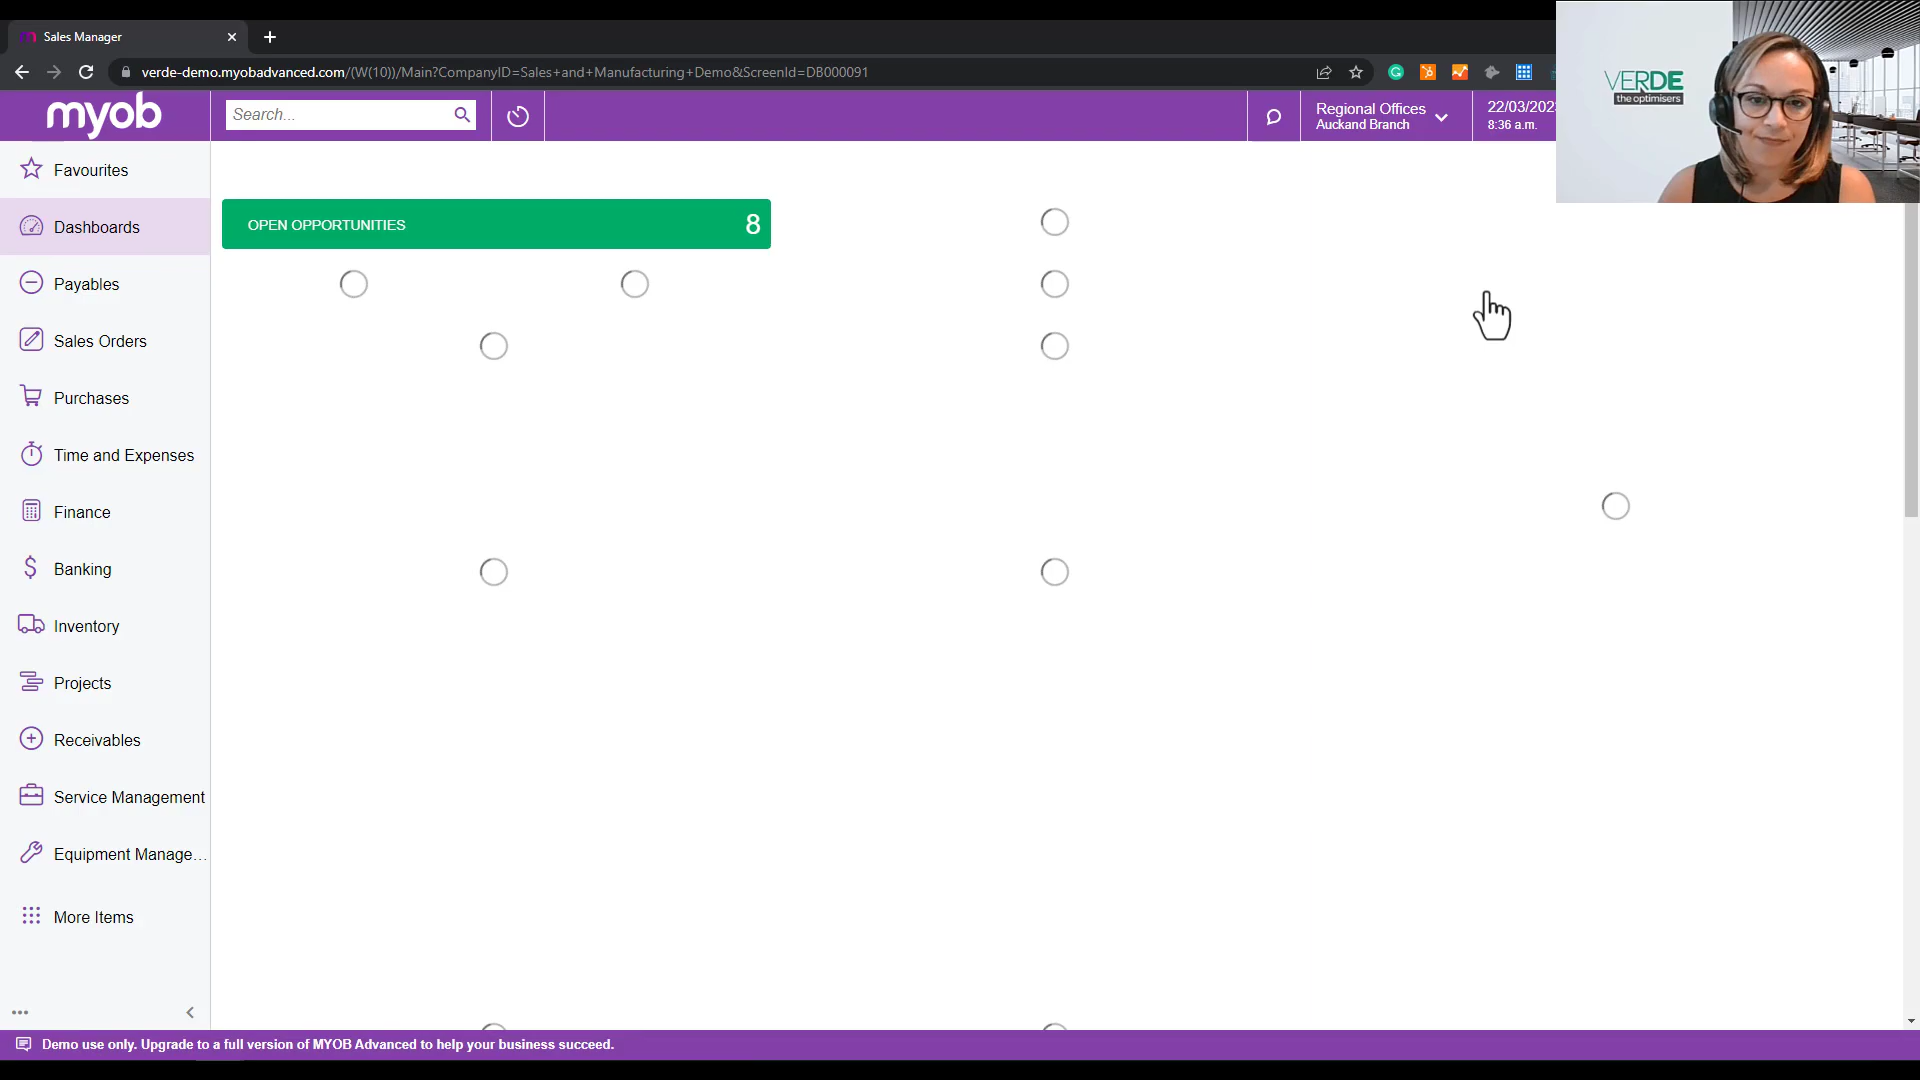 Sales Manager
verde-demo.myobadvanced.com/(W(10))/Main?CompanyID=Sales+and+Manufacturing+Demo&ScreenId=DB000091
VERDE
the optimisers
myob
Search...
Regional Offices
Auckand Branch
22/03/202
8:36 a.m.
Favourites
Dashboards
Payables
Sales Orders
Purchases
Time and Expenses
Finance
Banking
Inventory
Projects
Receivables
Service Management
Equipment Manage...
More Items
OPEN OPPORTUNITIES 8
Demo use only. Upgrade to a full version of MYOB Advanced to help your business succeed.